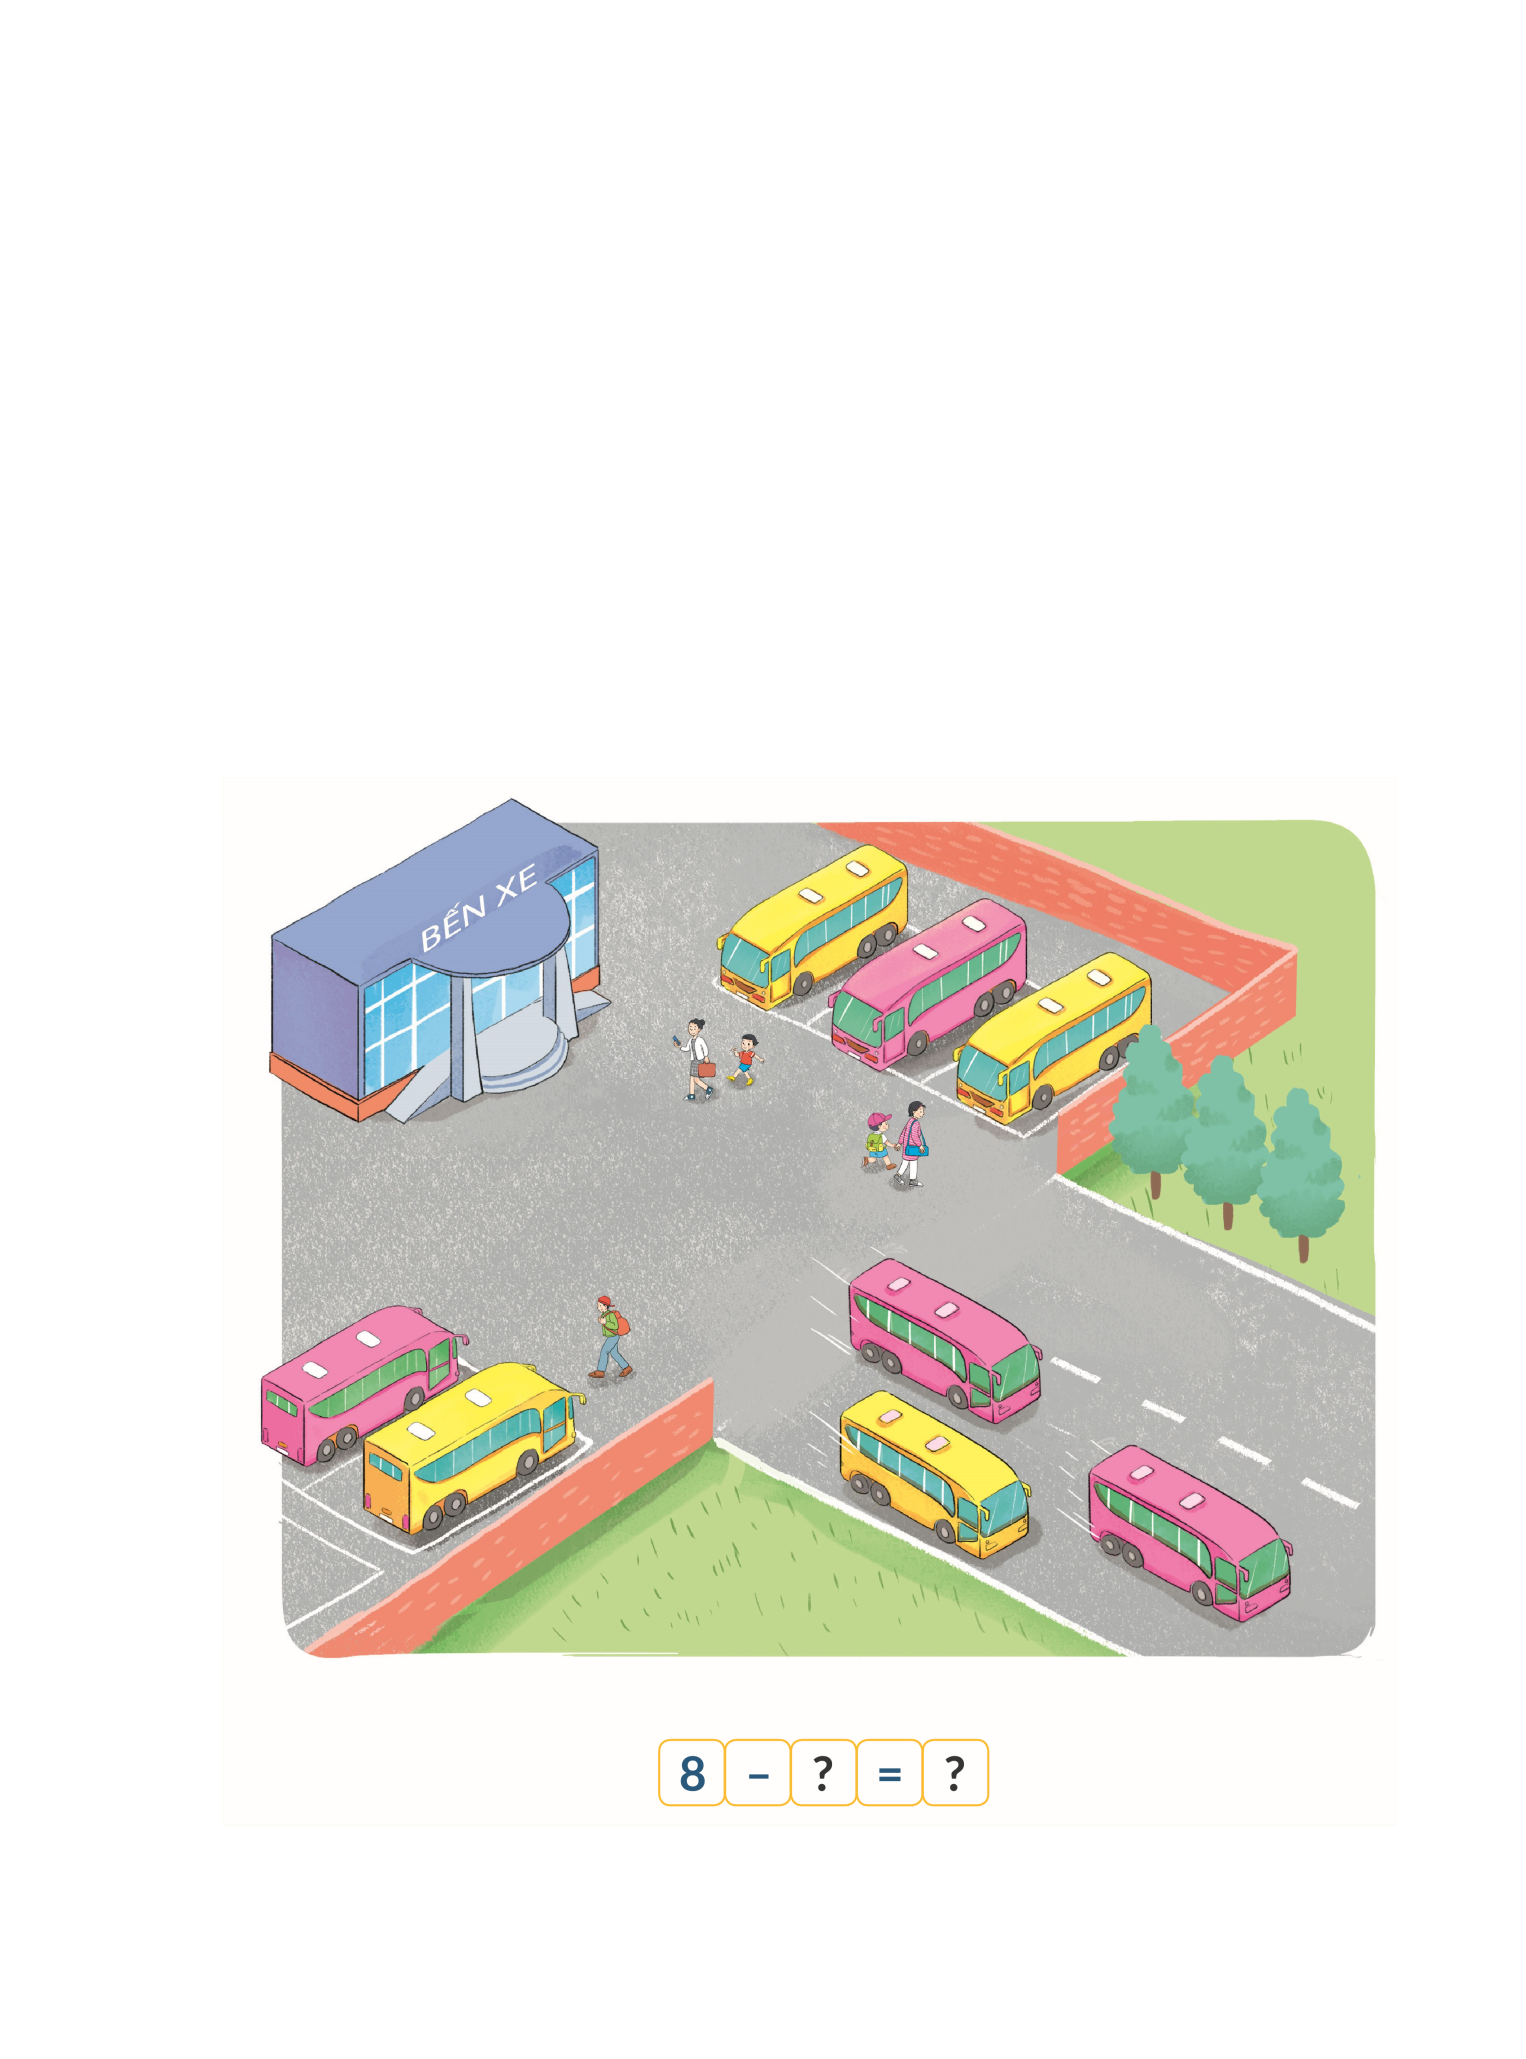 BẾN XE
8 – ? = ?